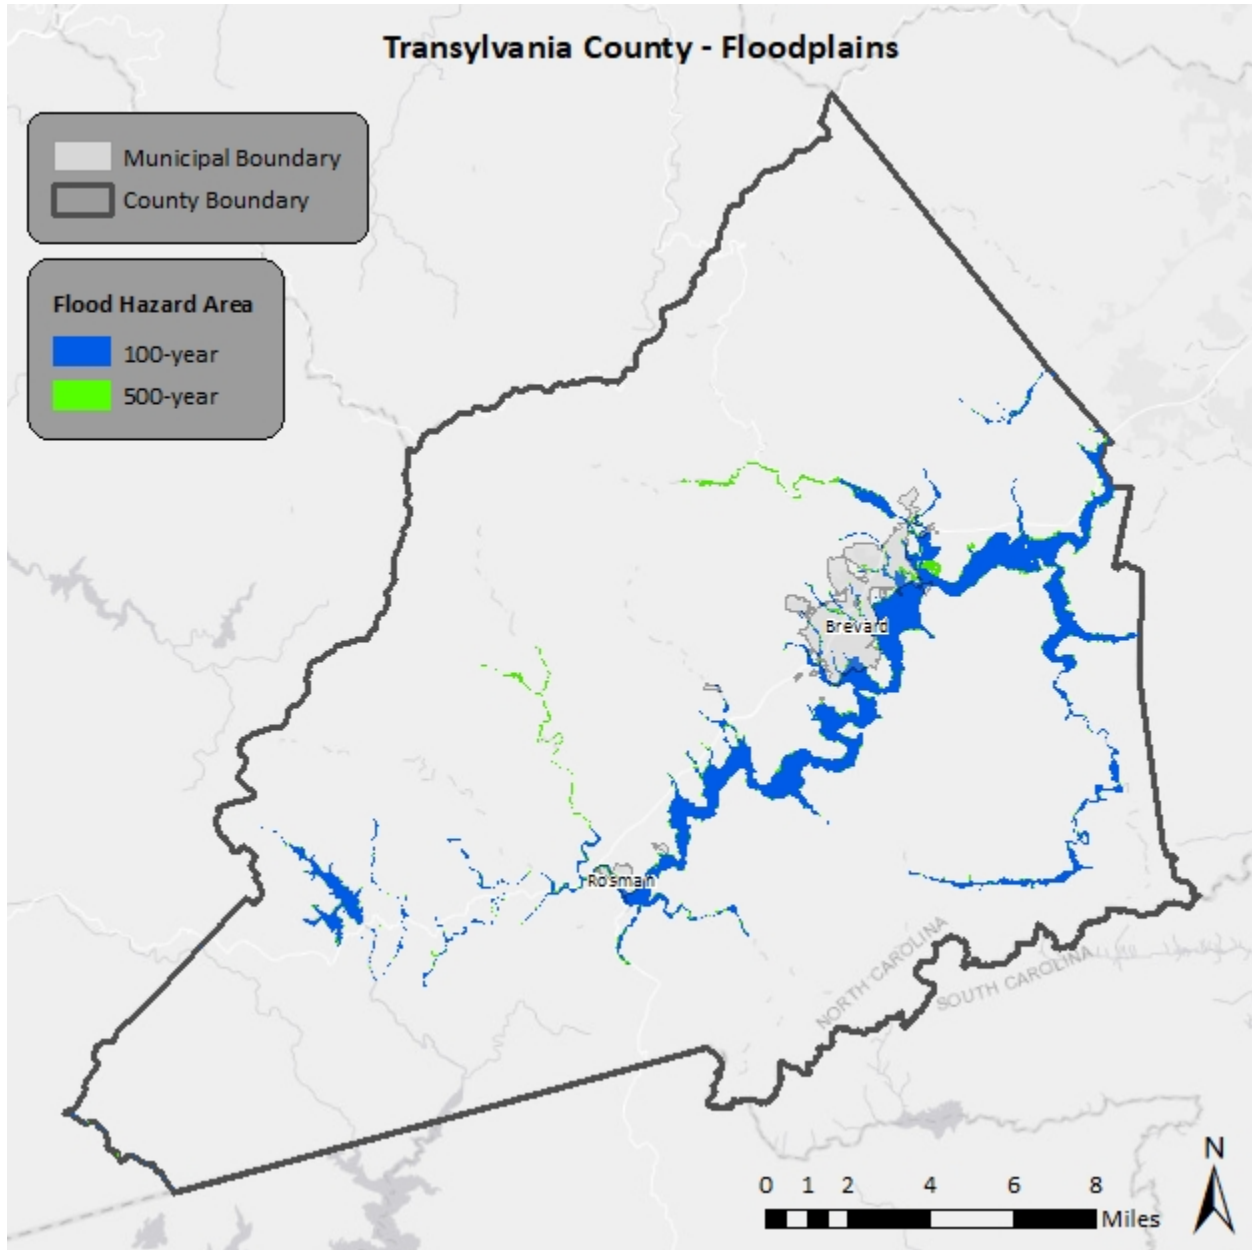 Transylvania County - Floodplains
Municipal Boundary
County Boundary
Flood Hazard Area
100-year
500-year
Brevard
Rosman
NORTH CAROLINA
SOUTH CAROLINA
N
0 1 2 4 6 8
Miles